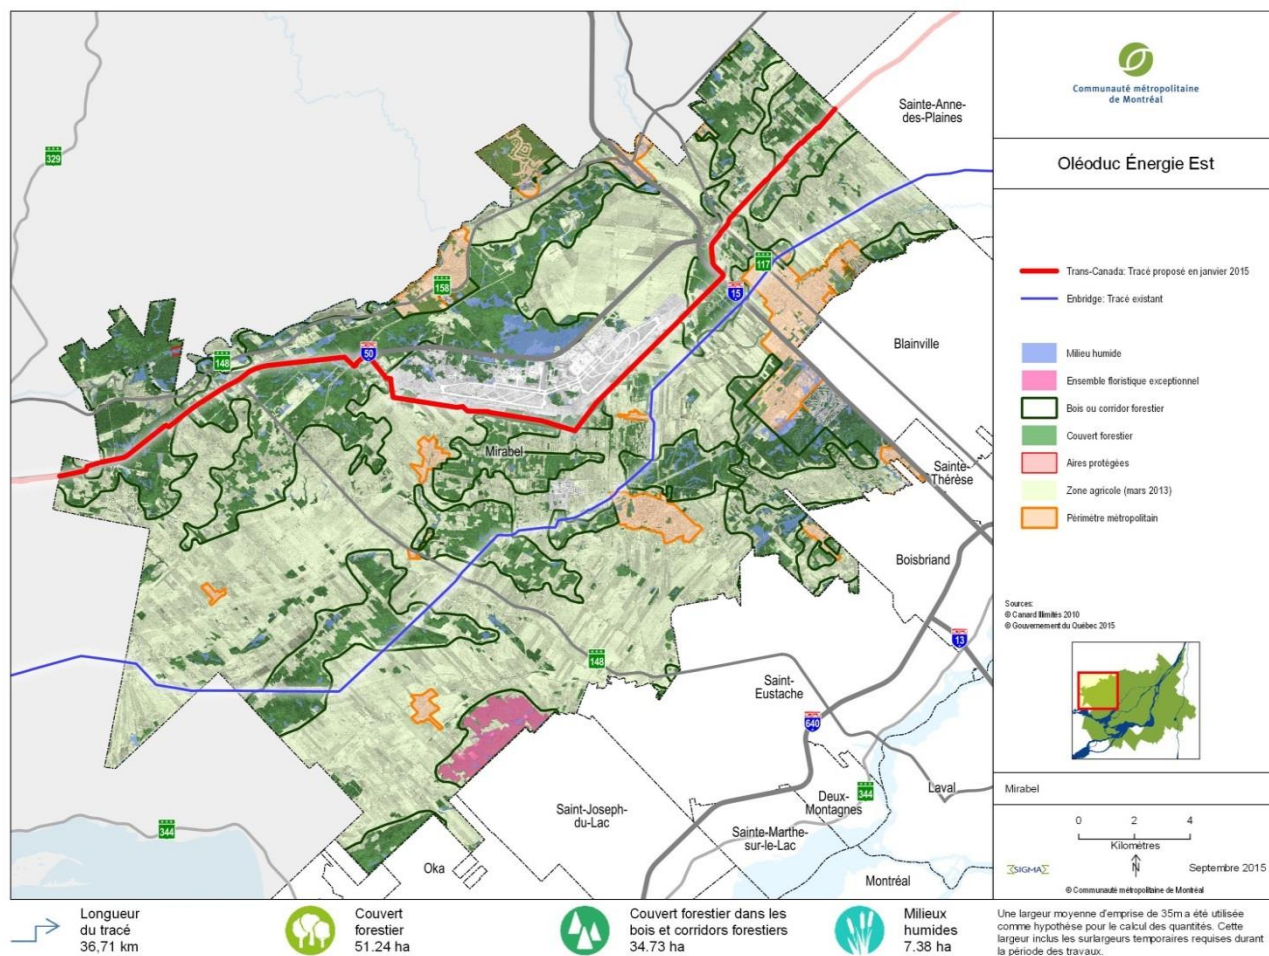 329
158
148
50
117
15
148
13
640
344
344
Sainte-Anne-
des-Plaines
Blainville
Mirabel
Sainte-
Thérèse
Boisbriand
Saint-
Eustache
Deux-
Montagnes
Laval
Saint-Joseph-
du-Lac
Sainte-Marthe-
sur-le-Lac
Oka
Montréal
Communauté métropolitaine
de Montréal
Oléoduc Énergie Est
Trans-Canada: Tracé proposé en janvier 2015
Enbridge: Tracé existant
Milieu humide
Ensemble floristique exceptionnel
Bois ou corridor forestier
Couvert forestier
Aires protégées
Zone agricole (mars 2013)
Périmètre métropolitain
Sources:
© Canard Illimités 2010
© Gouvernement du Québec 2015
Mirabel
0 2 4
Kilomètres
N
SIGMA
Septembre 2015
© Communauté métropolitaine de Montréal
Longueur
du tracé
36,71 km
Couvert
forestier
51.24 ha
Couvert forestier dans les
bois et corridors forestiers
34.73 ha
Milieux
humides
7.38 ha
Une largeur moyenne d'emprise de 35m a été utilisée
comme hypothèse pour le calcul des quantités. Cette
largeur inclus les surlargeurs temporaires requises durant
la période des travaux.